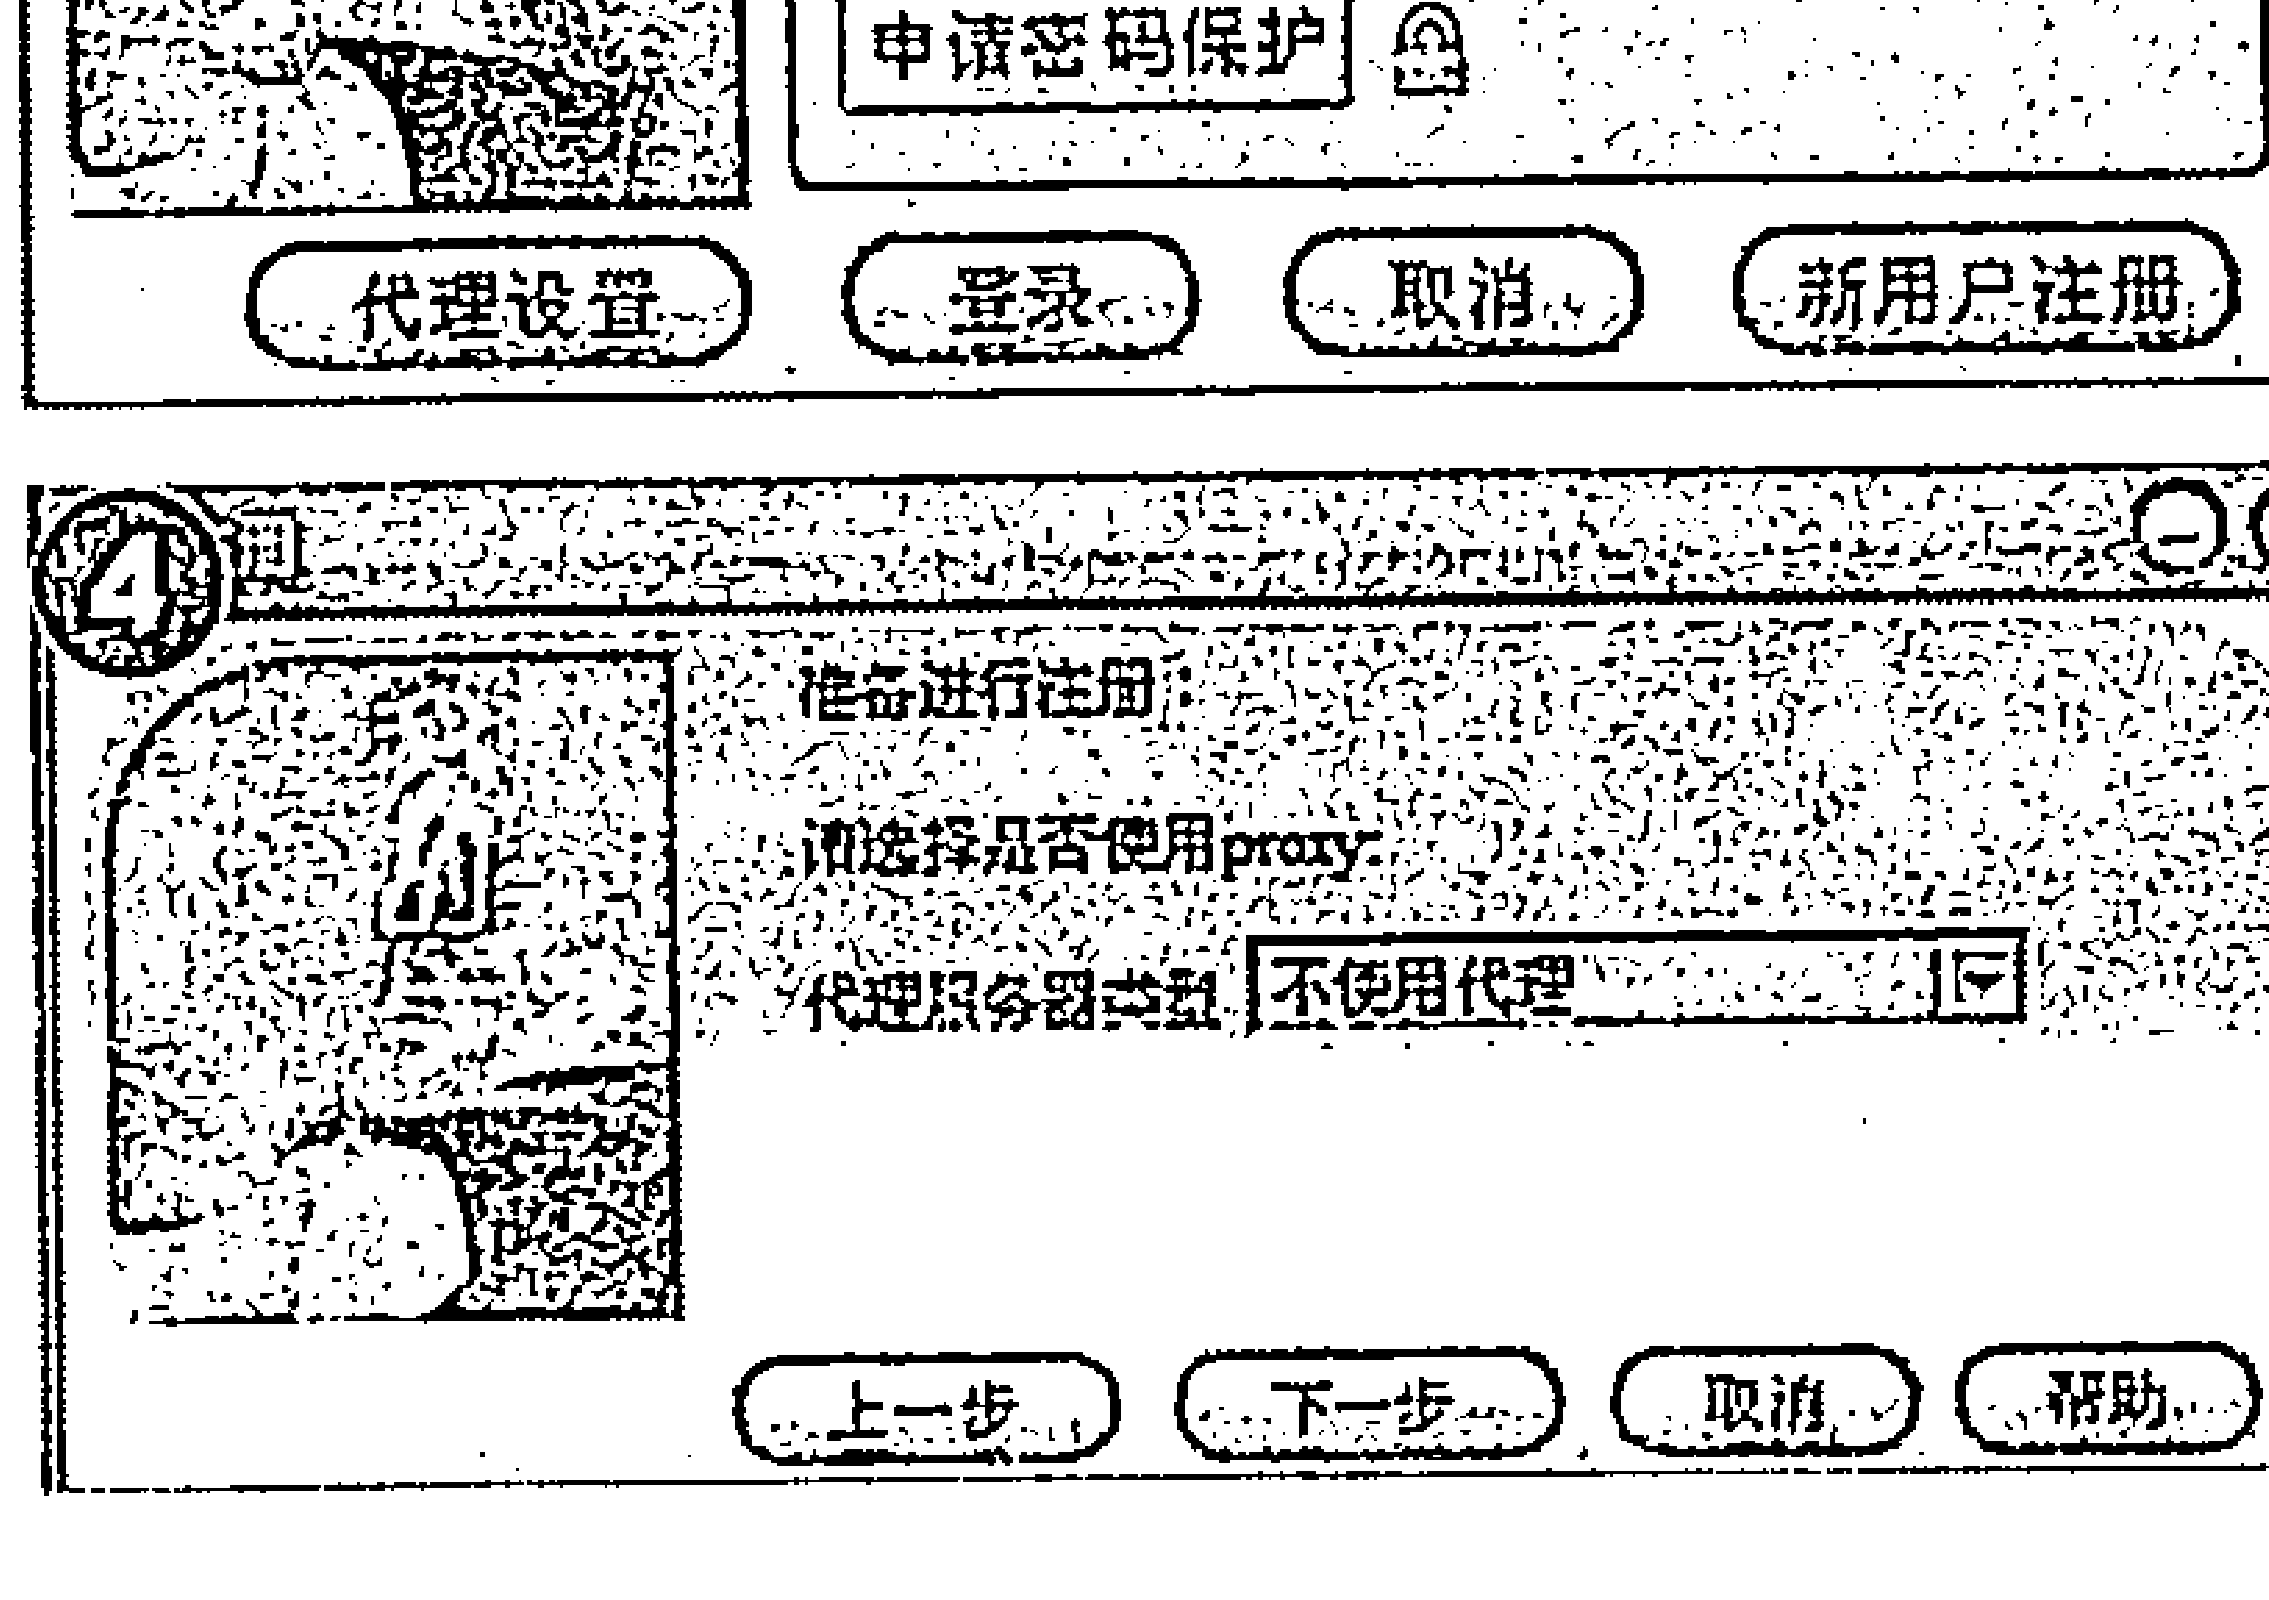 申请密码保护
代理设置 登录 取消 新用户注册
4
准备进行注册:
请选择是否使用proxy
代理服务器类型 不使用代理
上一步 下一步 取消 帮助